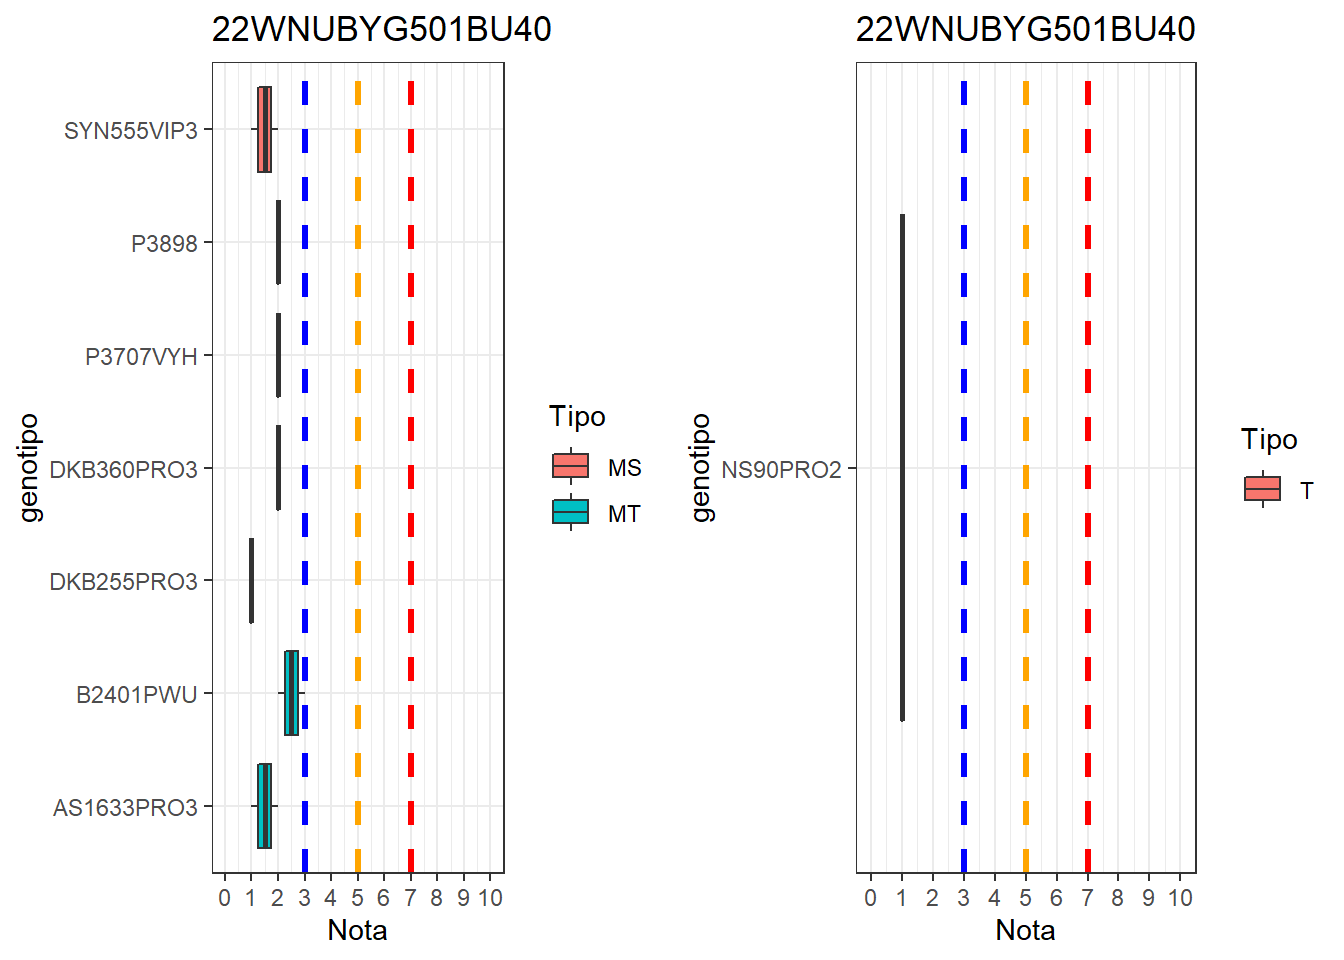 22WNUBYG501BU40
genotipo
SYN555VIP3
P3898
P3707VYH
DKB360PRO3
DKB255PRO3
B2401PWU
AS1633PRO3
0 1 2 3 4 5 6 7 8 9 10
Nota
Tipo
MS
MT
22WNUBYG501BU40
genotipo
NS90PRO2
0 1 2 3 4 5 6 7 8 9 10
Nota
Tipo
T